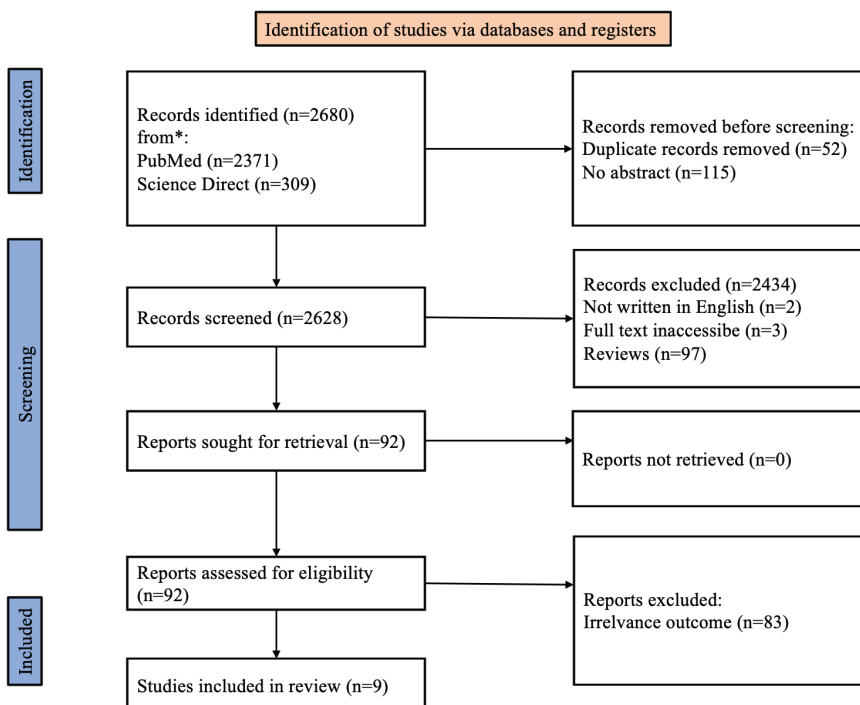 Identification of studies via databases and registers
Identification
Records identified (n=2680)
from*:
PubMed (n=2371)
Science Direct (n=309)
Records removed before screening:
Duplicate records removed (n=52)
No abstract (n=115)
Screening
Records screened (n=2628)
Records excluded (n=2434)
Not written in English (n=2)
Full text inaccessibe (n=3)
Reviews (n=97)
Reports sought for retrieval (n=92)
Reports not retrieved (n=0)
Reports assessed for eligibility
(n=92)
Reports excluded:
Irrelvance outcome (n=83)
Included
Studies included in review (n=9)